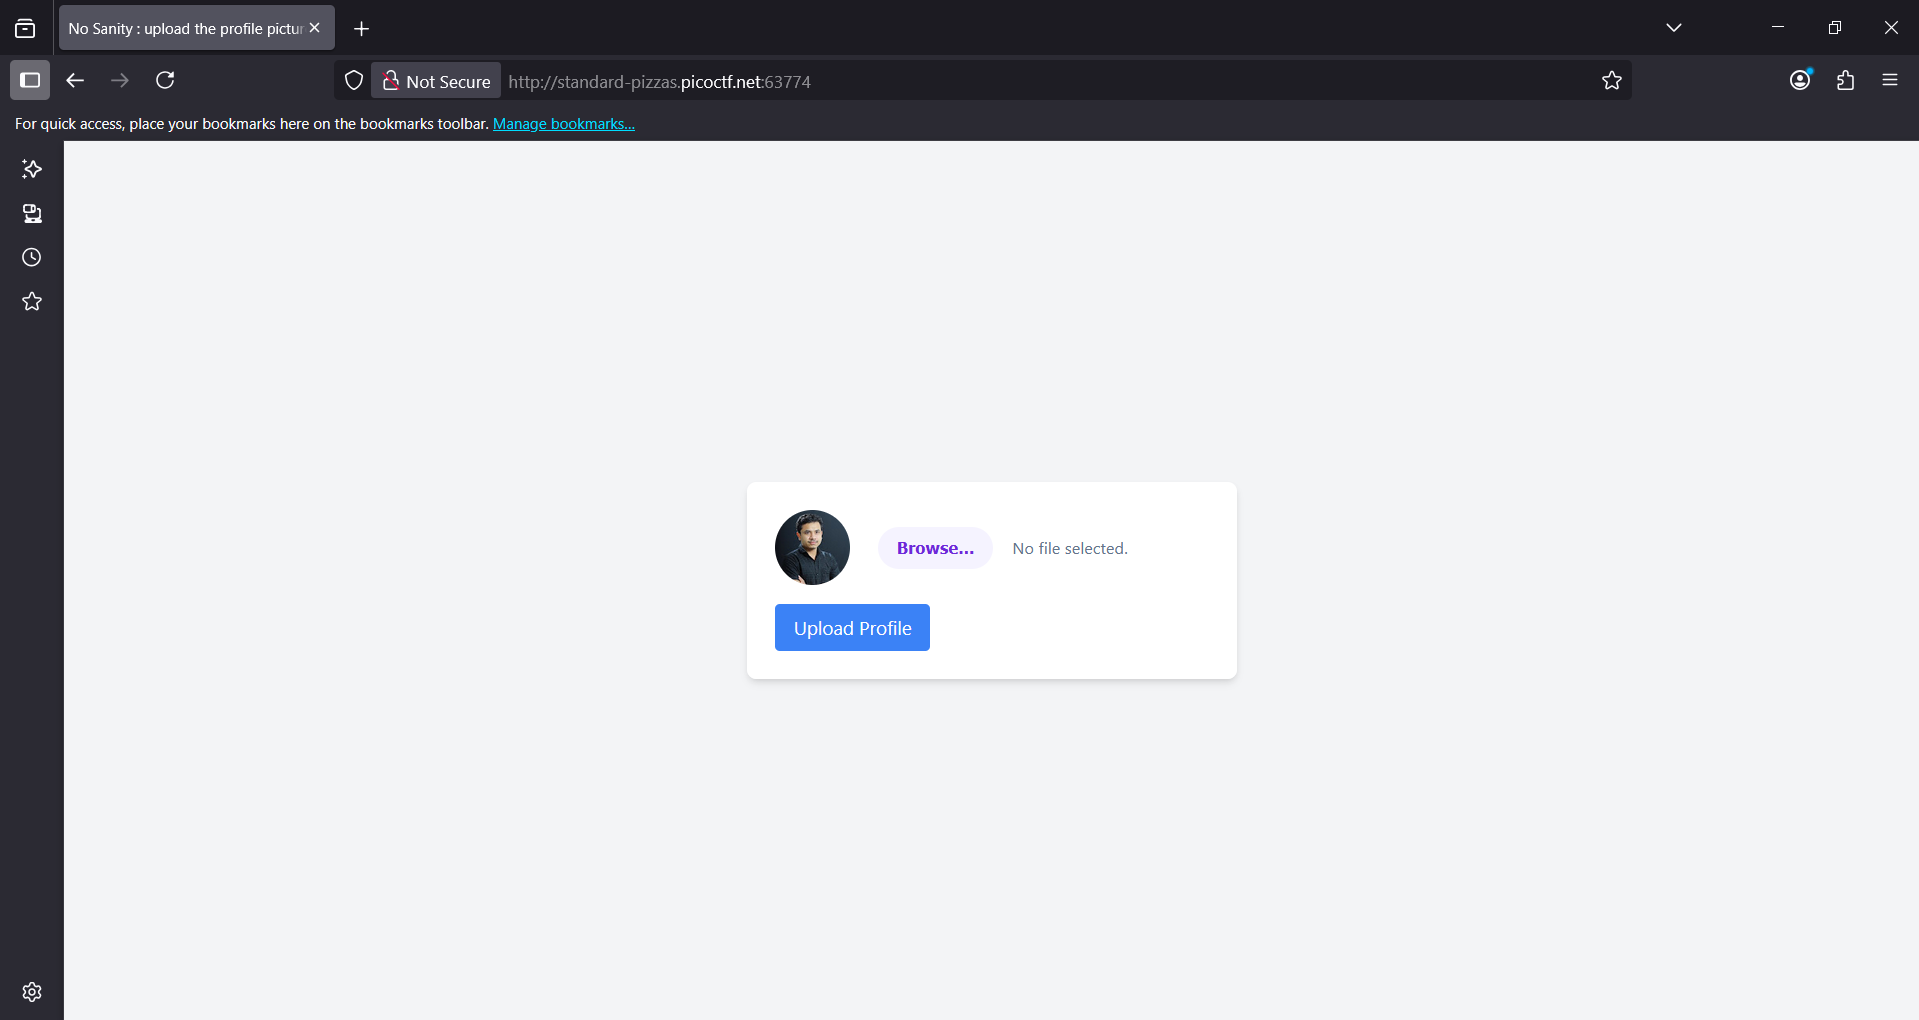 No Sanity : upload the profile pictur
Not Secure http://standard-pizzas.picoctf.net:63774
For quick access, place your bookmarks here on the bookmarks toolbar. Manage bookmarks...
Browse... No file selected.
Upload Profile